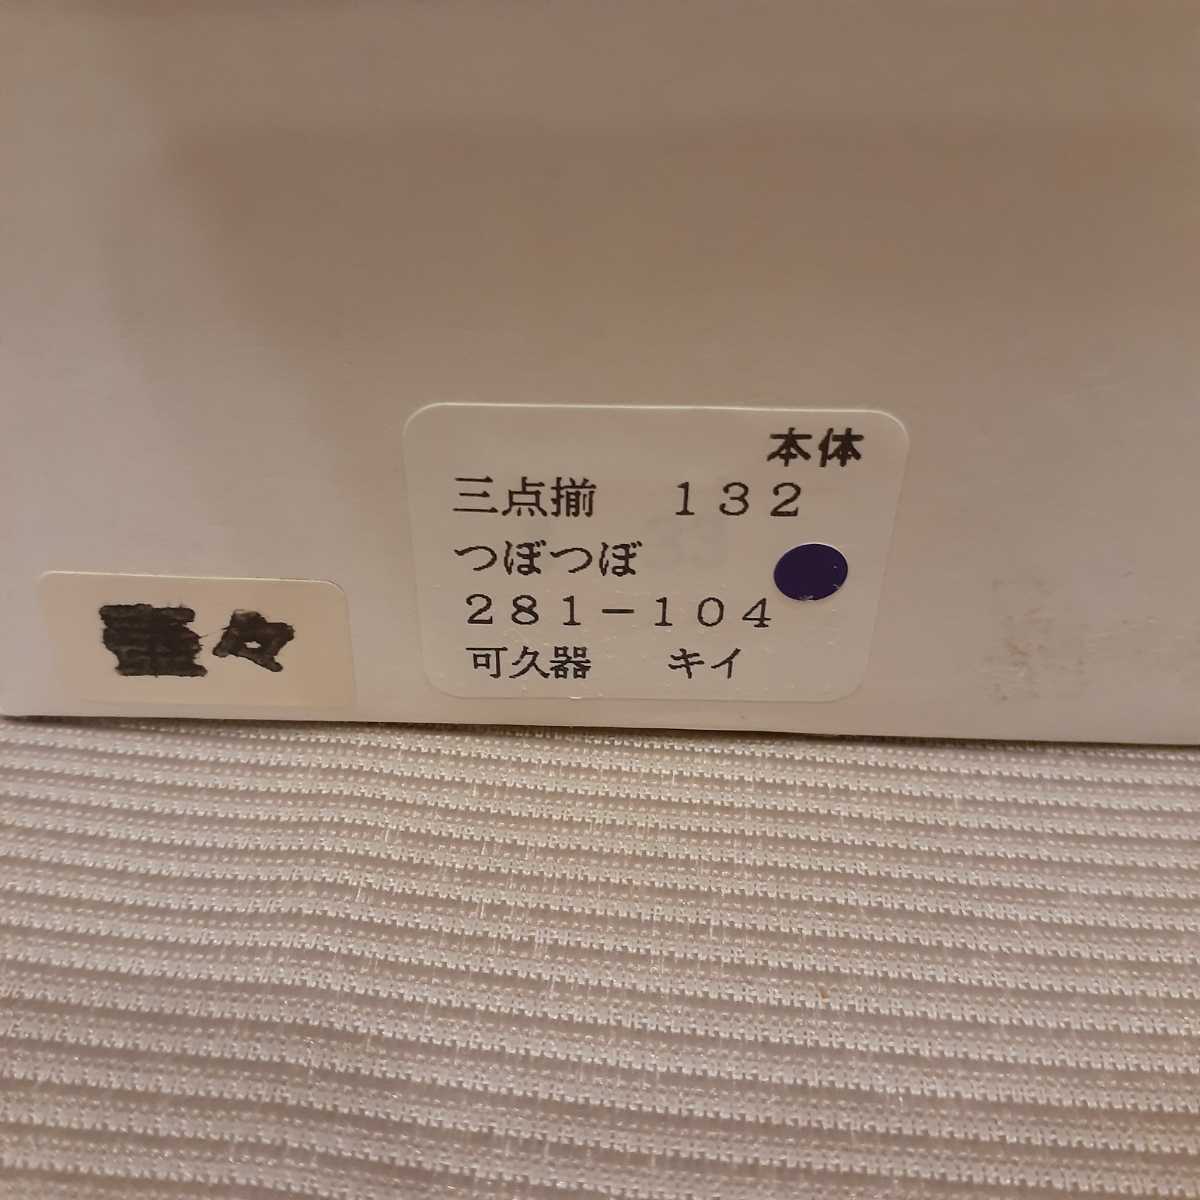 本体
三点揃 132
つぼつぼ
281-104
可久器 キイ